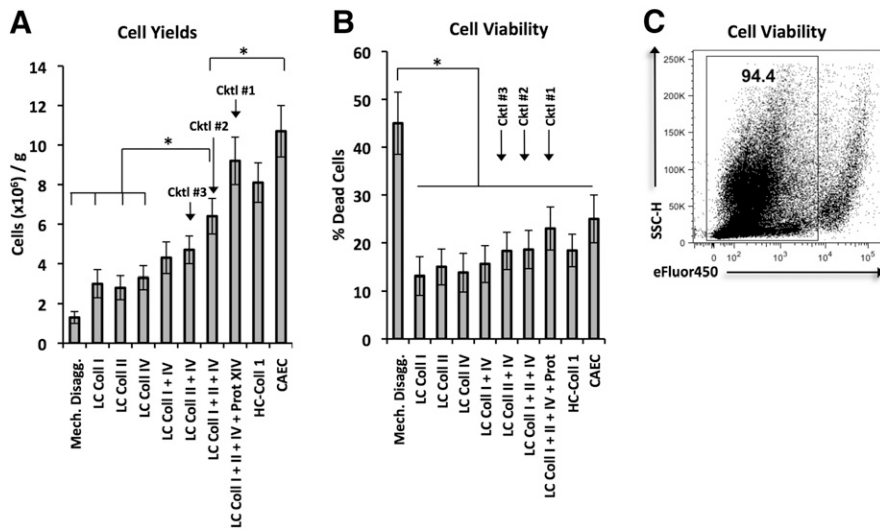 A
Cell Yields
Cells (x10⁶) / g
14
12
10
8
6
4
2
0
*
*
Cktl #1
Cktl #2
Cktl #3
Mech. Disagg.
LC Coll I
LC Coll II
LC Coll IV
LC Coll I + IV
LC Coll II + IV
LC Coll I + II + IV
LC Coll I + II + IV + Prot XIV
HC-Coll 1
CAEC
B
Cell Viability
% Dead Cells
60
50
40
30
20
10
0
*
Cktl #3
Cktl #2
Cktl #1
Mech. Disagg.
LC Coll I
LC Coll II
LC Coll IV
LC Coll I + IV
LC Coll II + IV
LC Coll I + II + IV
LC Coll I + II + IV + Prot
HC-Coll 1
CAEC
C
Cell Viability
94.4
SSC-H
250K
200K
150K
100K
50K
0
0 10² 10³ 10⁴ 10⁵
eFluor450